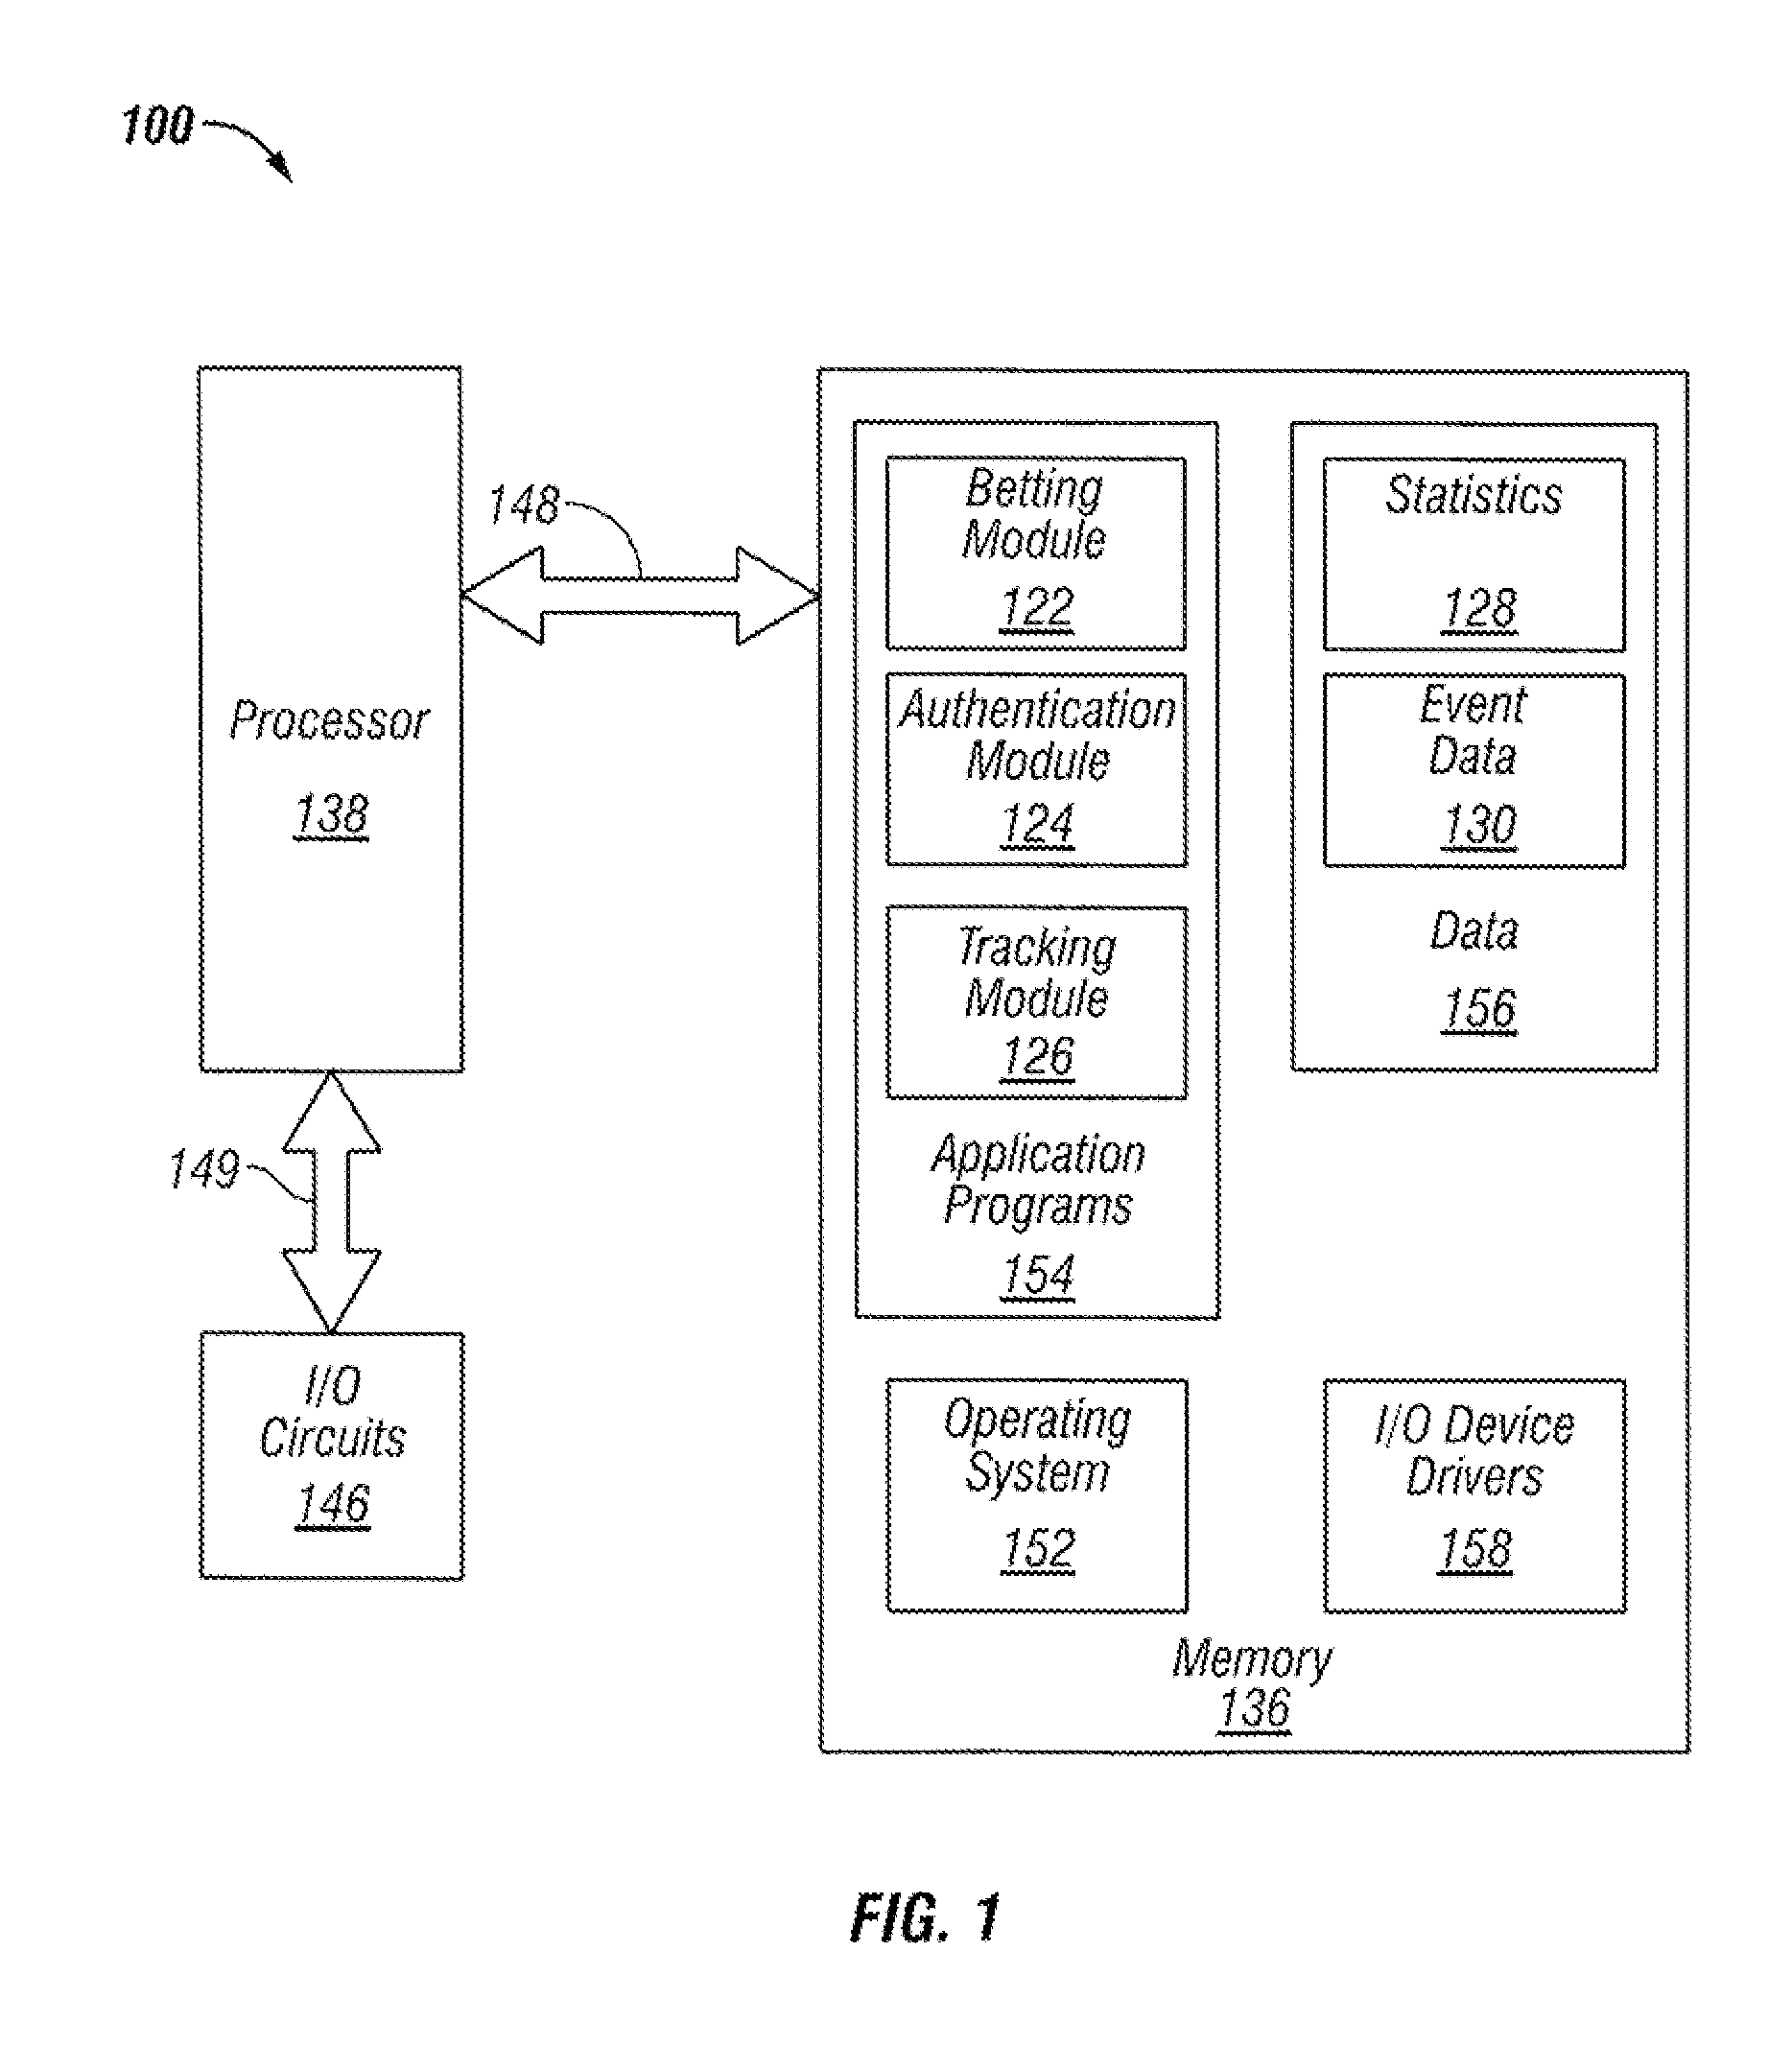 100
Processor
138
148
149
I/O
Circuits
146
Betting
Module
122
Authentication
Module
124
Tracking
Module
126
Application
Programs
154
Statistics
128
Event
Data
130
Data
156
Operating
System
152
I/O Device
Drivers
158
Memory
136
FIG. 1